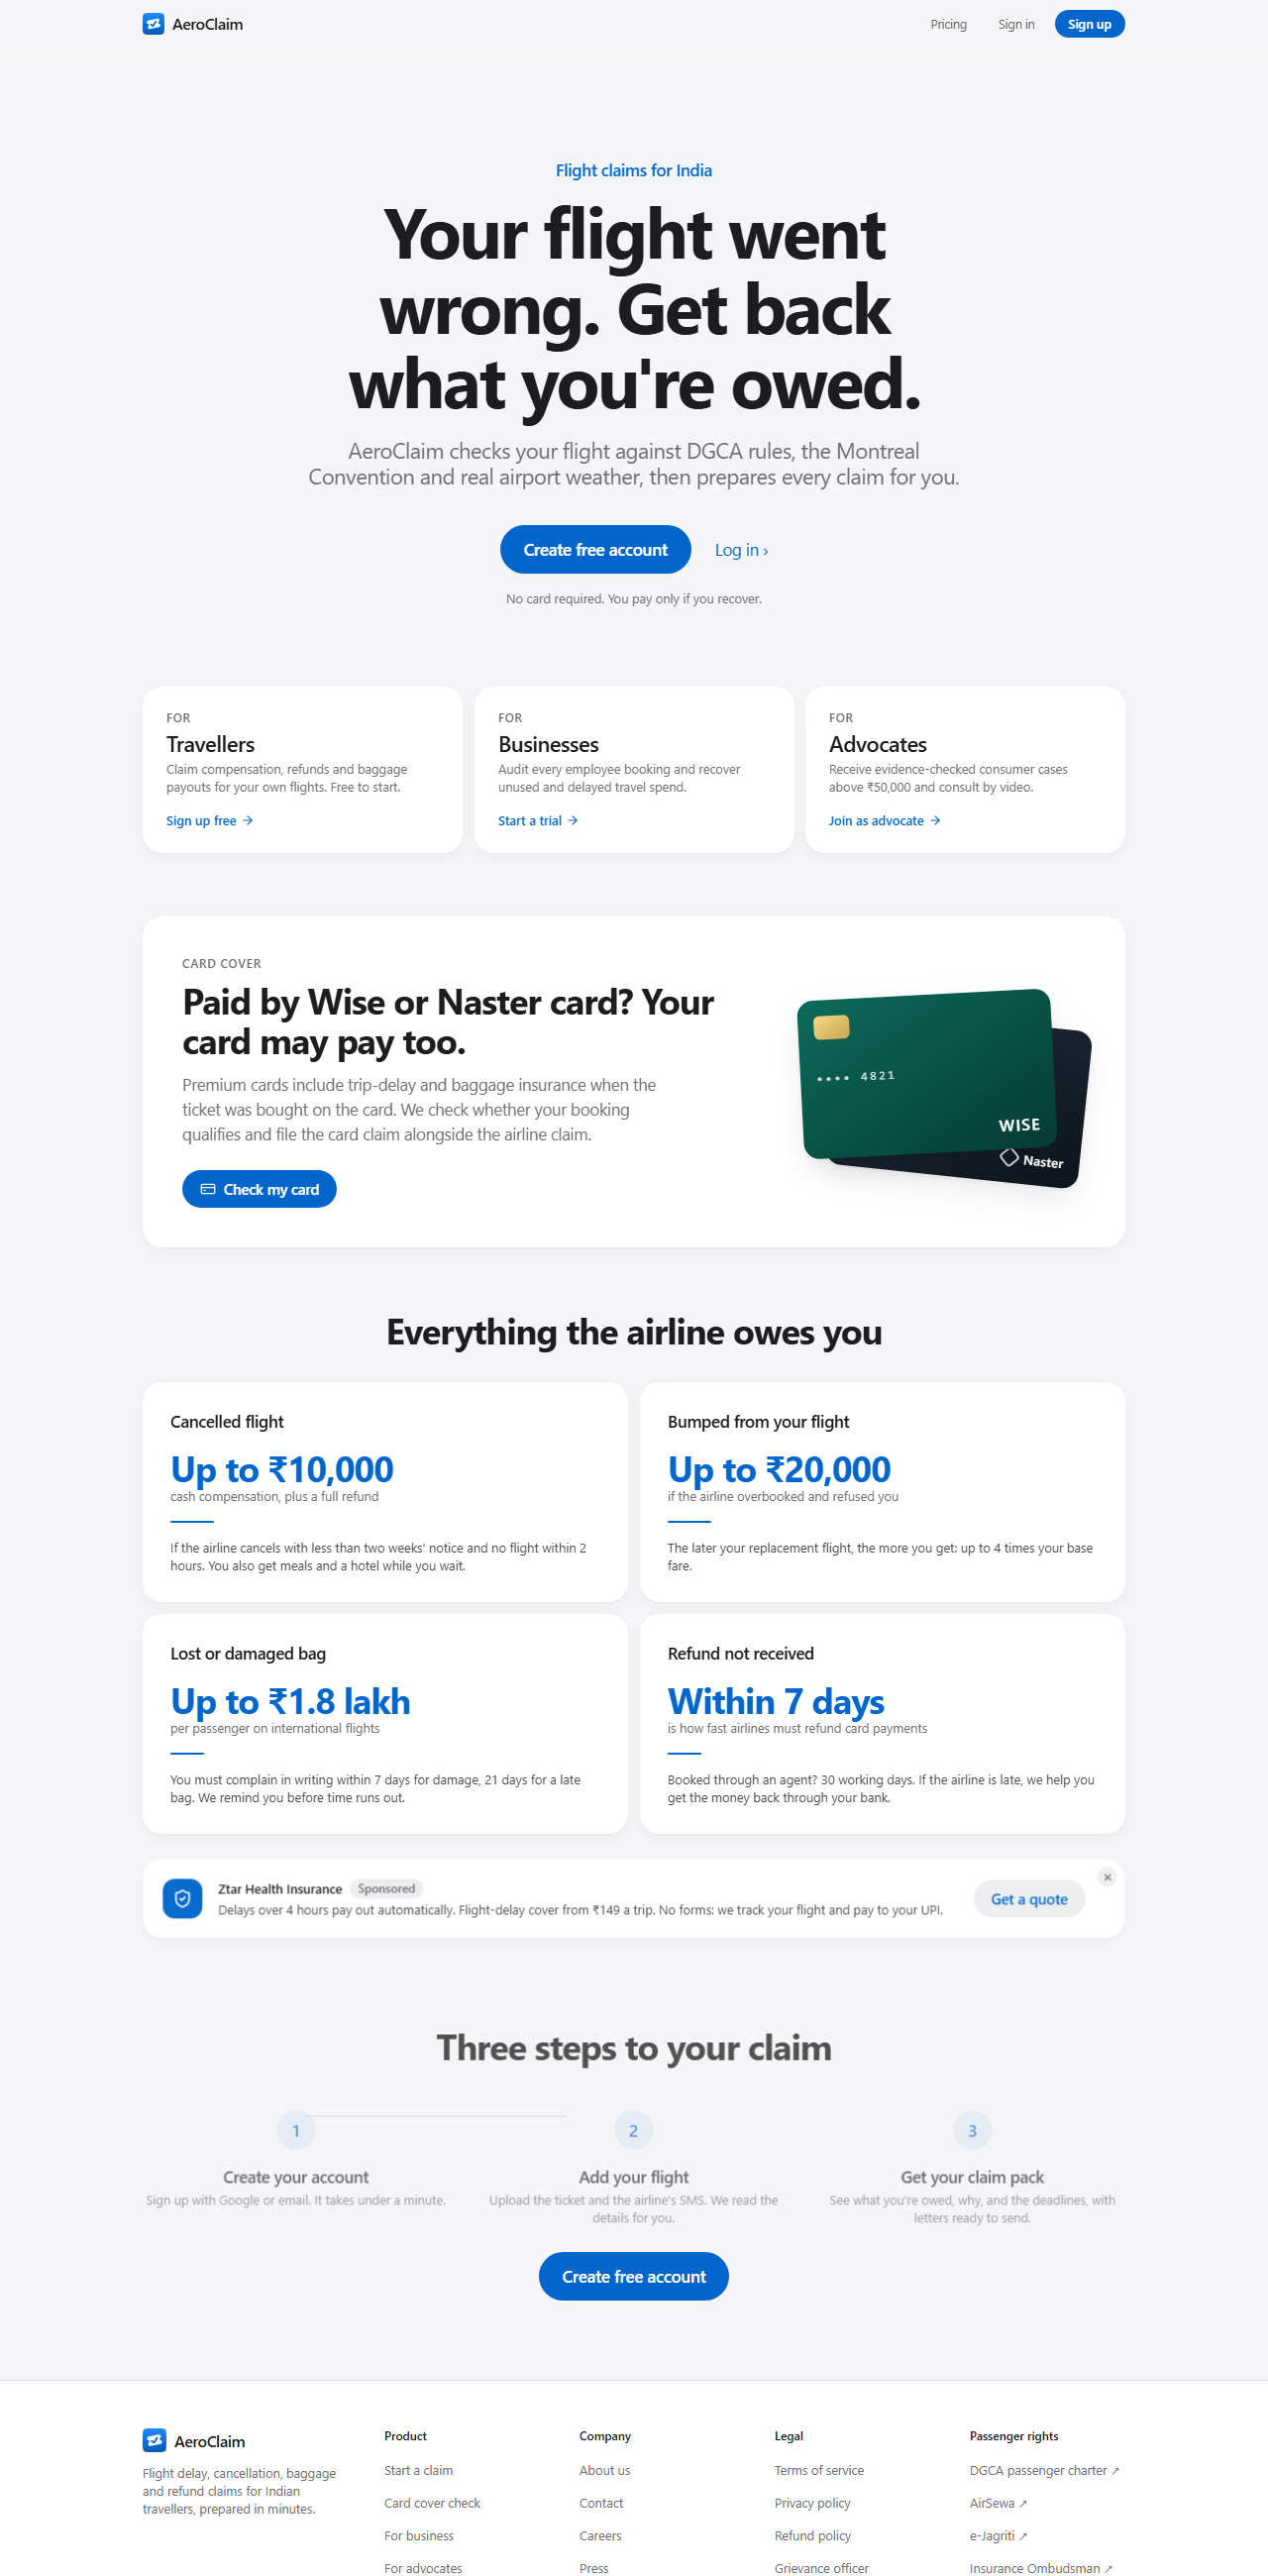 AeroClaim
Pricing
Sign in
Sign up
Flight claims for India
Your flight went
wrong. Get back
what you're owed.
AeroClaim checks your flight against DGCA rules, the Montreal
Convention and real airport weather, then prepares every claim for you.
Create free account
Log in ›
No card required. You pay only if you recover.
FOR
Travellers
Claim compensation, refunds and baggage
payouts for your own flights. Free to start.
Sign up free →
FOR
Businesses
Audit every employee booking and recover
unused and delayed travel spend.
Start a trial →
FOR
Advocates
Receive evidence-checked consumer cases
above ₹50,000 and consult by video.
Join as advocate →
CARD COVER
Paid by Wise or Naster card? Your
card may pay too.
Premium cards include trip-delay and baggage insurance when the
ticket was bought on the card. We check whether your booking
qualifies and file the card claim alongside the airline claim.
Check my card
•••• 4821
WISE
Naster
Everything the airline owes you
Cancelled flight
Up to ₹10,000
cash compensation, plus a full refund
If the airline cancels with less than two weeks' notice and no flight within 2
hours. You also get meals and a hotel while you wait.
Bumped from your flight
Up to ₹20,000
if the airline overbooked and refused you
The later your replacement flight, the more you get: up to 4 times your base
fare.
Lost or damaged bag
Up to ₹1.8 lakh
per passenger on international flights
You must complain in writing within 7 days for damage, 21 days for a late
bag. We remind you before time runs out.
Refund not received
Within 7 days
is how fast airlines must refund card payments
Booked through an agent? 30 working days. If the airline is late, we help you
get the money back through your bank.
Ztar Health Insurance
Sponsored
Delays over 4 hours pay out automatically. Flight-delay cover from ₹149 a trip. No forms: we track your flight and pay to your UPI.
Get a quote
Three steps to your claim
1
Create your account
Sign up with Google or email. It takes under a minute.
2
Add your flight
Upload the ticket and the airline's SMS. We read the
details for you.
3
Get your claim pack
See what you're owed, why, and the deadlines, with
letters ready to send.
Create free account
AeroClaim
Flight delay, cancellation, baggage
and refund claims for Indian
travellers, prepared in minutes.
Product
Start a claim
Card cover check
For business
For advocates
Company
About us
Contact
Careers
Press
Legal
Terms of service
Privacy policy
Refund policy
Grievance officer
Passenger rights
DGCA passenger charter ↗
AirSewa ↗
e-Jagriti ↗
Insurance Ombudsman ↗